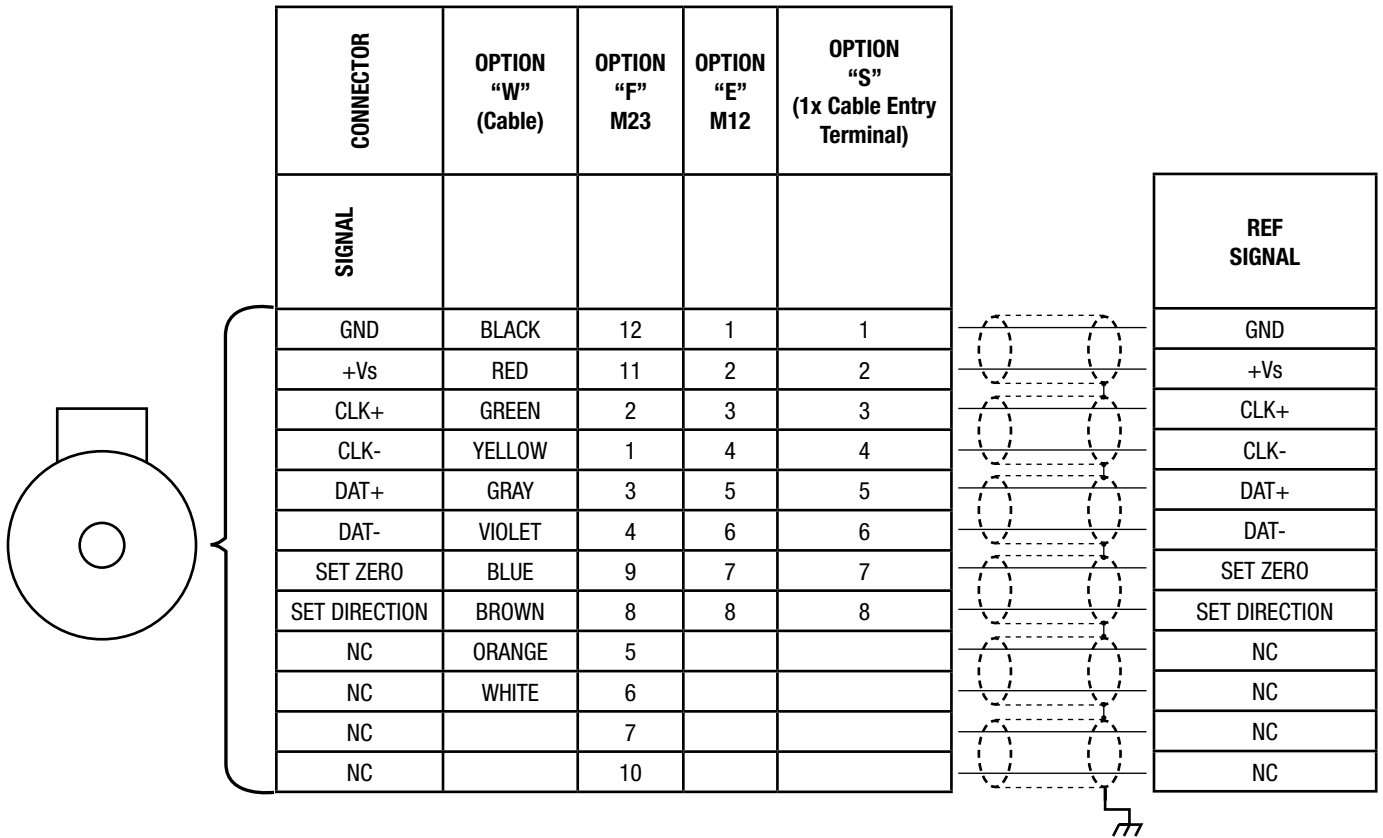 CONNECTOR
OPTION
“W”
(Cable)
OPTION
“F”
M23
OPTION
“E”
M12
OPTION
“S”
(1x Cable Entry
Terminal)
SIGNAL
REF
SIGNAL
GND BLACK 12 1 1 GND
+Vs RED 11 2 2 +Vs
CLK+ GREEN 2 3 3 CLK+
CLK- YELLOW 1 4 4 CLK-
DAT+ GRAY 3 5 5 DAT+
DAT- VIOLET 4 6 6 DAT-
SET ZERO BLUE 9 7 7 SET ZERO
SET DIRECTION BROWN 8 8 8 SET DIRECTION
NC ORANGE 5 NC
NC WHITE 6 NC
NC 7 NC
NC 10 NC